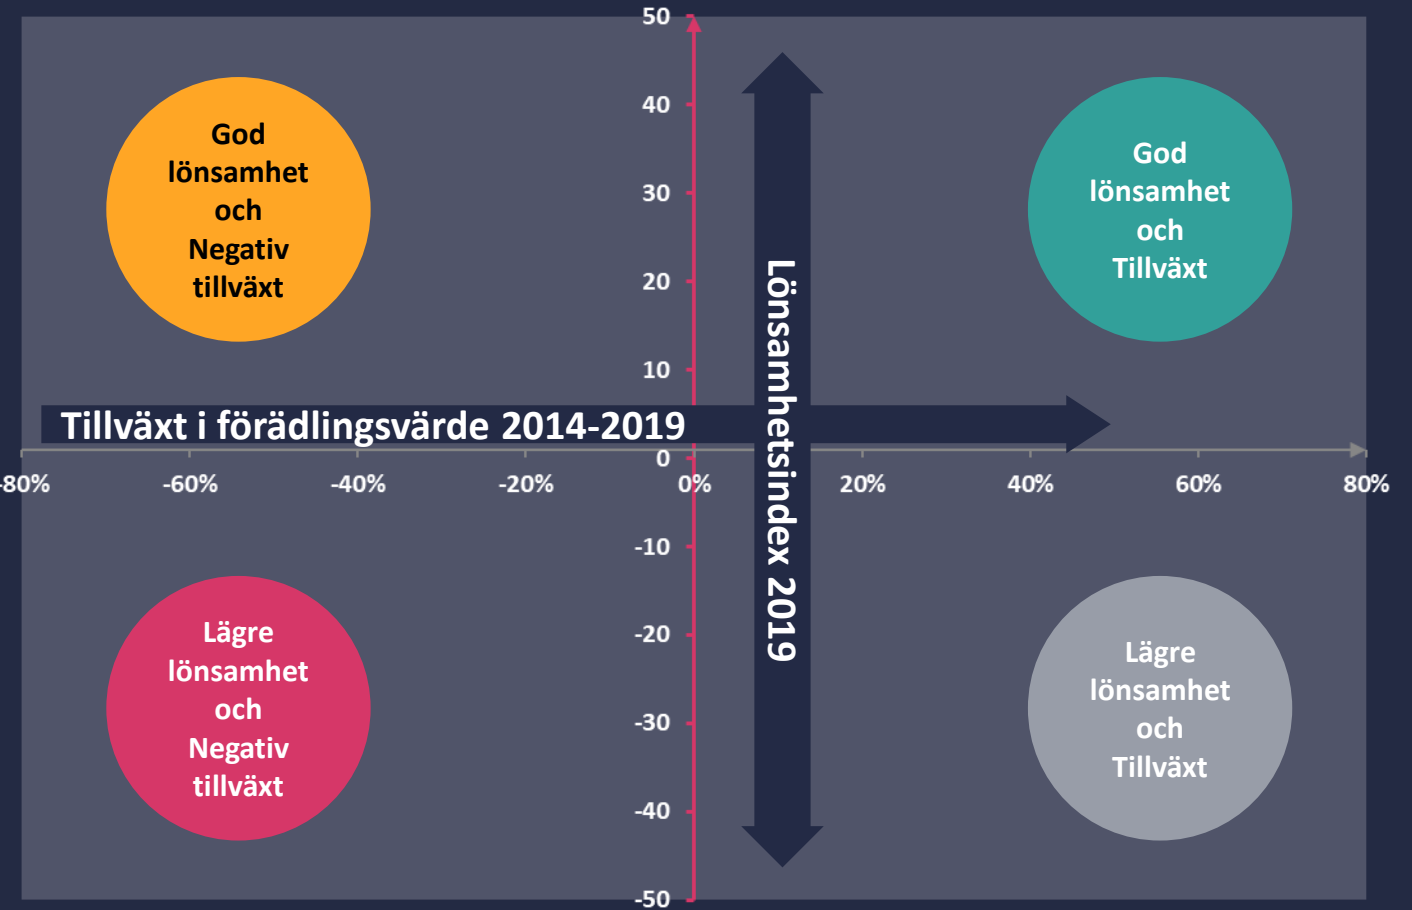 50
40
30
20
10
0
-10
-20
-30
-40
-50
God
lönsamhet
och
Negativ
tillväxt
God
lönsamhet
och
Tillväxt
Tillväxt i förädlingsvärde 2014-2019
Lönsamhetsindex 2019
-80%
-60%
-40%
-20%
0%
20%
40%
60%
80%
Lägre
lönsamhet
och
Negativ
tillväxt
Lägre
lönsamhet
och
Tillväxt